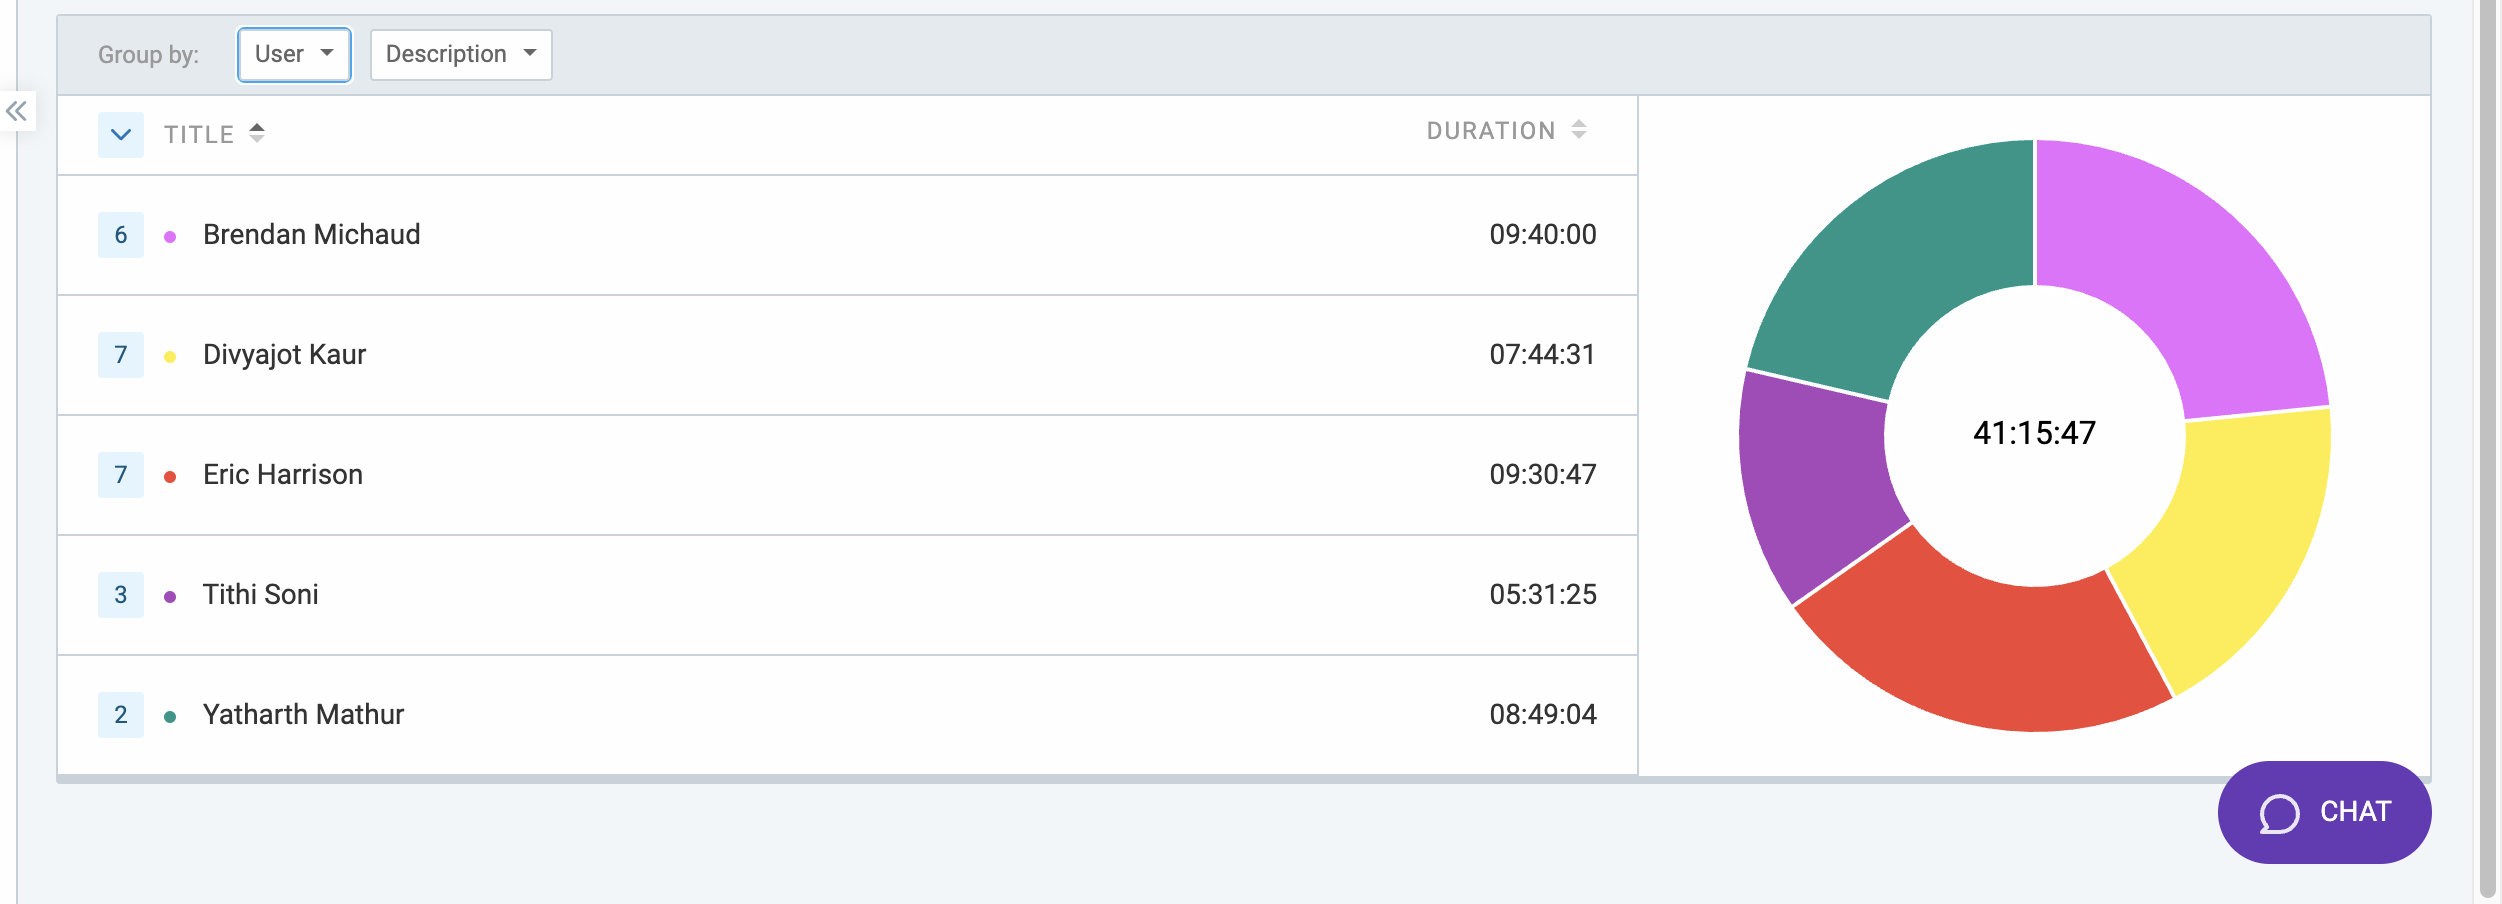 Group by: User Description
TITLE DURATION
6 Brendan Michaud 09:40:00
7 Divyajot Kaur 07:44:31
7 Eric Harrison 09:30:47
3 Tithi Soni 05:31:25
2 Yatharth Mathur 08:49:04
41:15:47
CHAT